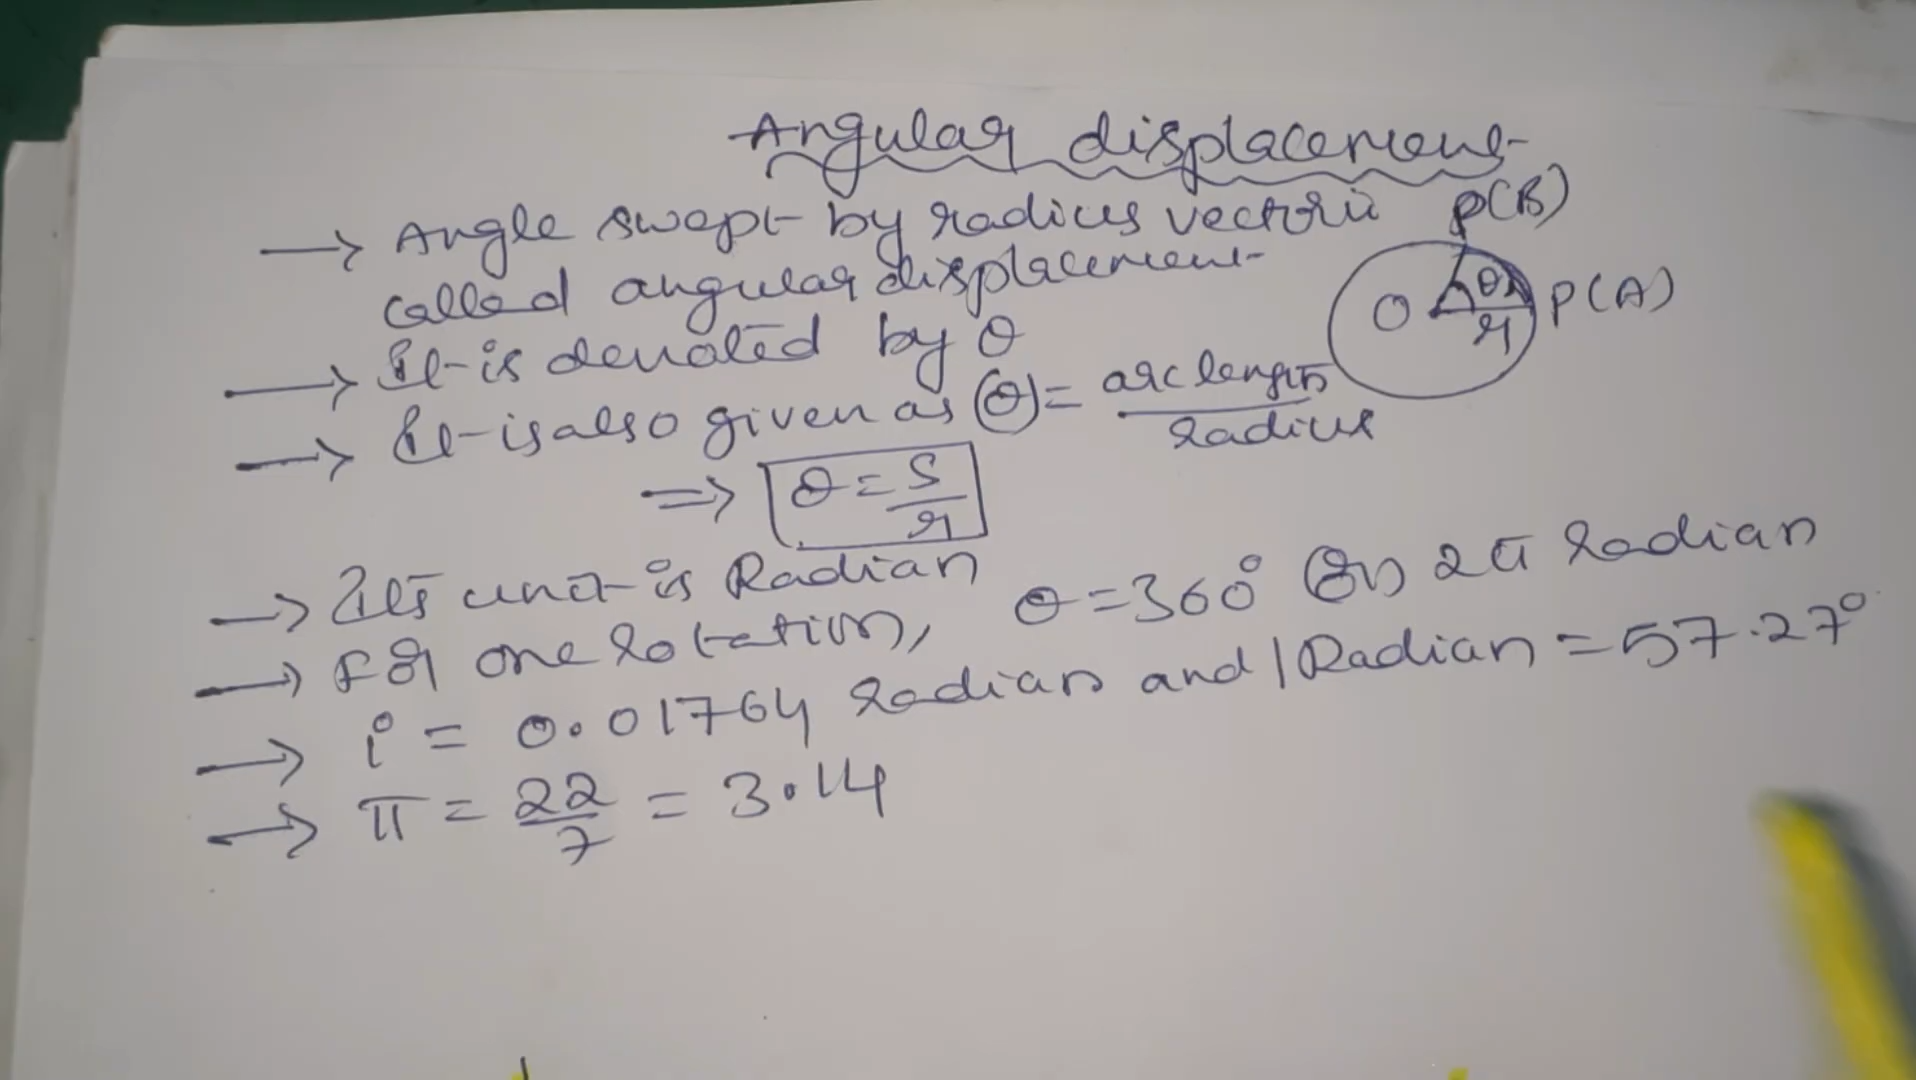 Angular displacement
→ Angle swept by radius vector is
called angular displacement
P(B)
O θ r P(A)
→ It is denoted by θ
→ It is also given as (θ) = arc length / radius
⇒ θ = s/r
→ Its unit is Radian
→ For one rotation, θ = 360° (or) 2π radian
→ 1° = 0.01764 radian and 1 Radian = 57.27°
→ π = 22/7 = 3.14